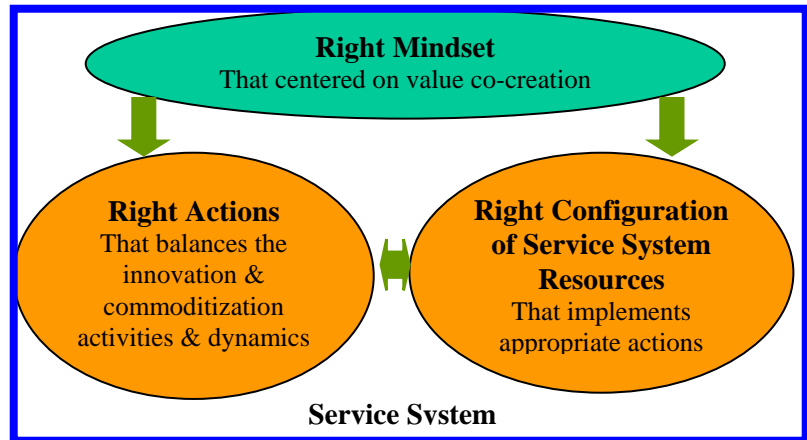 Right Mindset
That centered on value co-creation
Right Actions
That balances the
innovation &
commoditization
activities & dynamics
Right Configuration
of Service System
Resources
That implements
appropriate actions
Service System